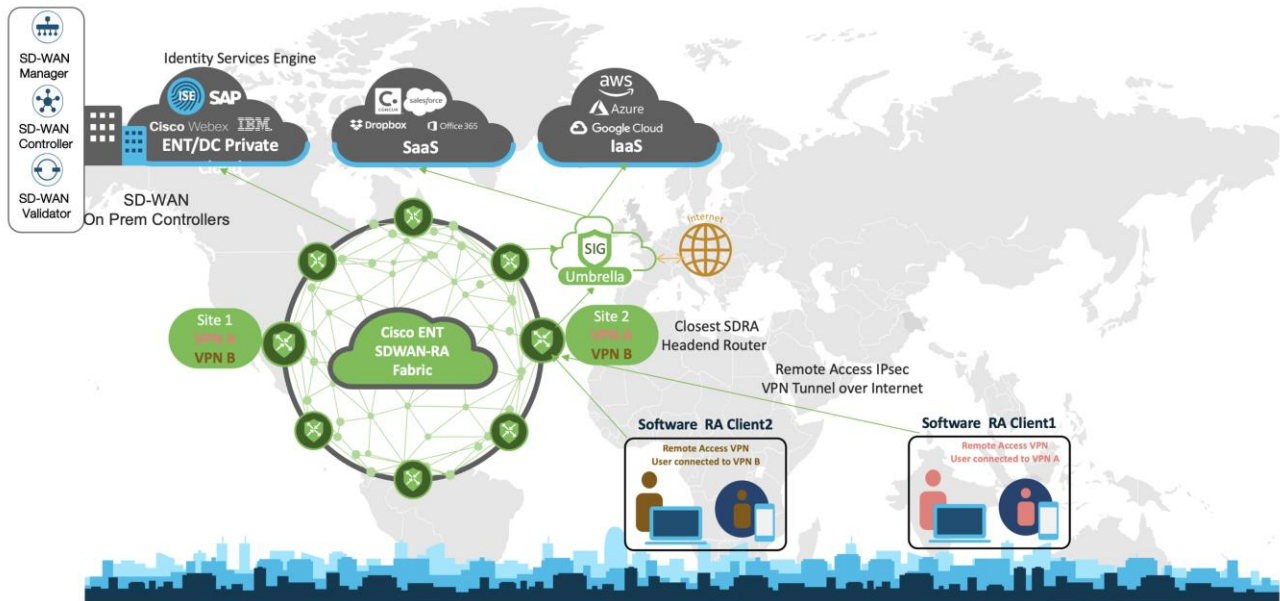 SD-WAN
Manager
SD-WAN
Controller
SD-WAN
Validator
SD-WAN
On Prem Controllers
Identity Services Engine
ISE SAP
Cisco Webex IBM
ENT/DC Private
C.
CONCUR
salesforce
Dropbox
Office 365
SaaS
aws
Azure
Google Cloud
IaaS
SIG
Umbrella
Internet
Site 1
VPN A
VPN B
Cisco ENT
SDWAN-RA
Fabric
Site 2
VPN A
VPN B
Closest SDRA
Headend Router
Remote Access IPsec
VPN Tunnel over Internet
Software RA Client2
Remote Access VPN
User connected to VPN B
Software RA Client1
Remote Access VPN
User connected to VPN A